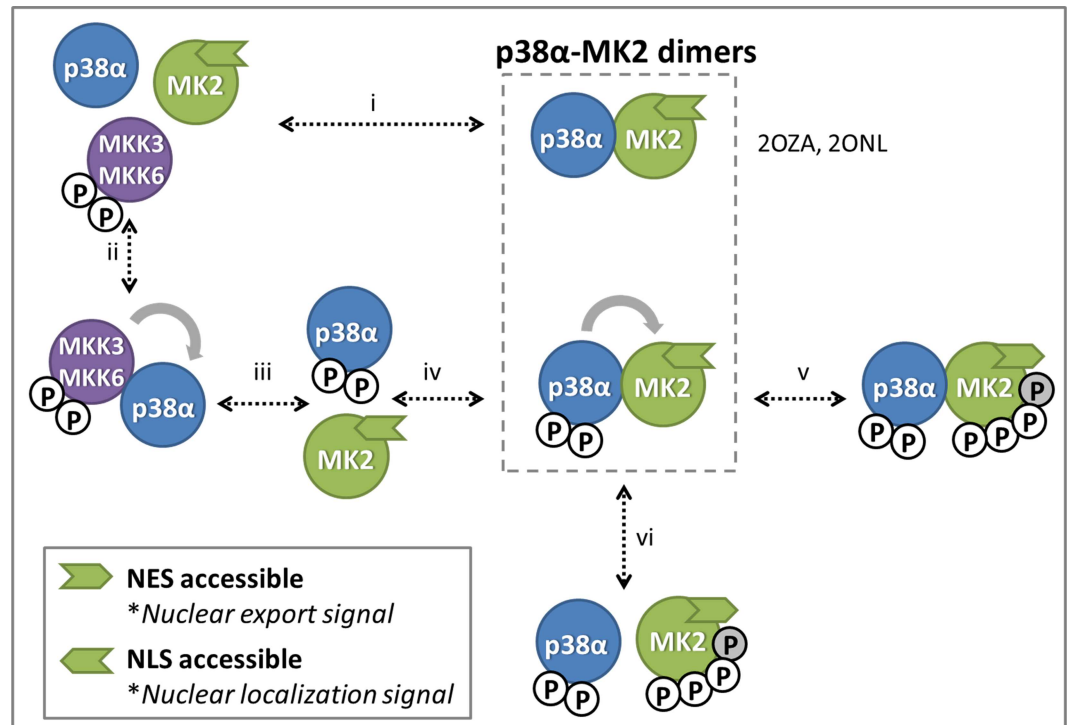 p38α-MK2 dimers
p38α
MK2
MKK3
MKK6
P
P
i
p38α
MK2
2OZA, 2ONL
ii
MKK3
MKK6
P
P
p38α
iii
p38α
P
P
MK2
iv
p38α
MK2
P
P
v
p38α
MK2
P
P
P
P
P
P
vi
p38α
MK2
P
P
P
P
P
P
NES accessible
*Nuclear export signal
NLS accessible
*Nuclear localization signal